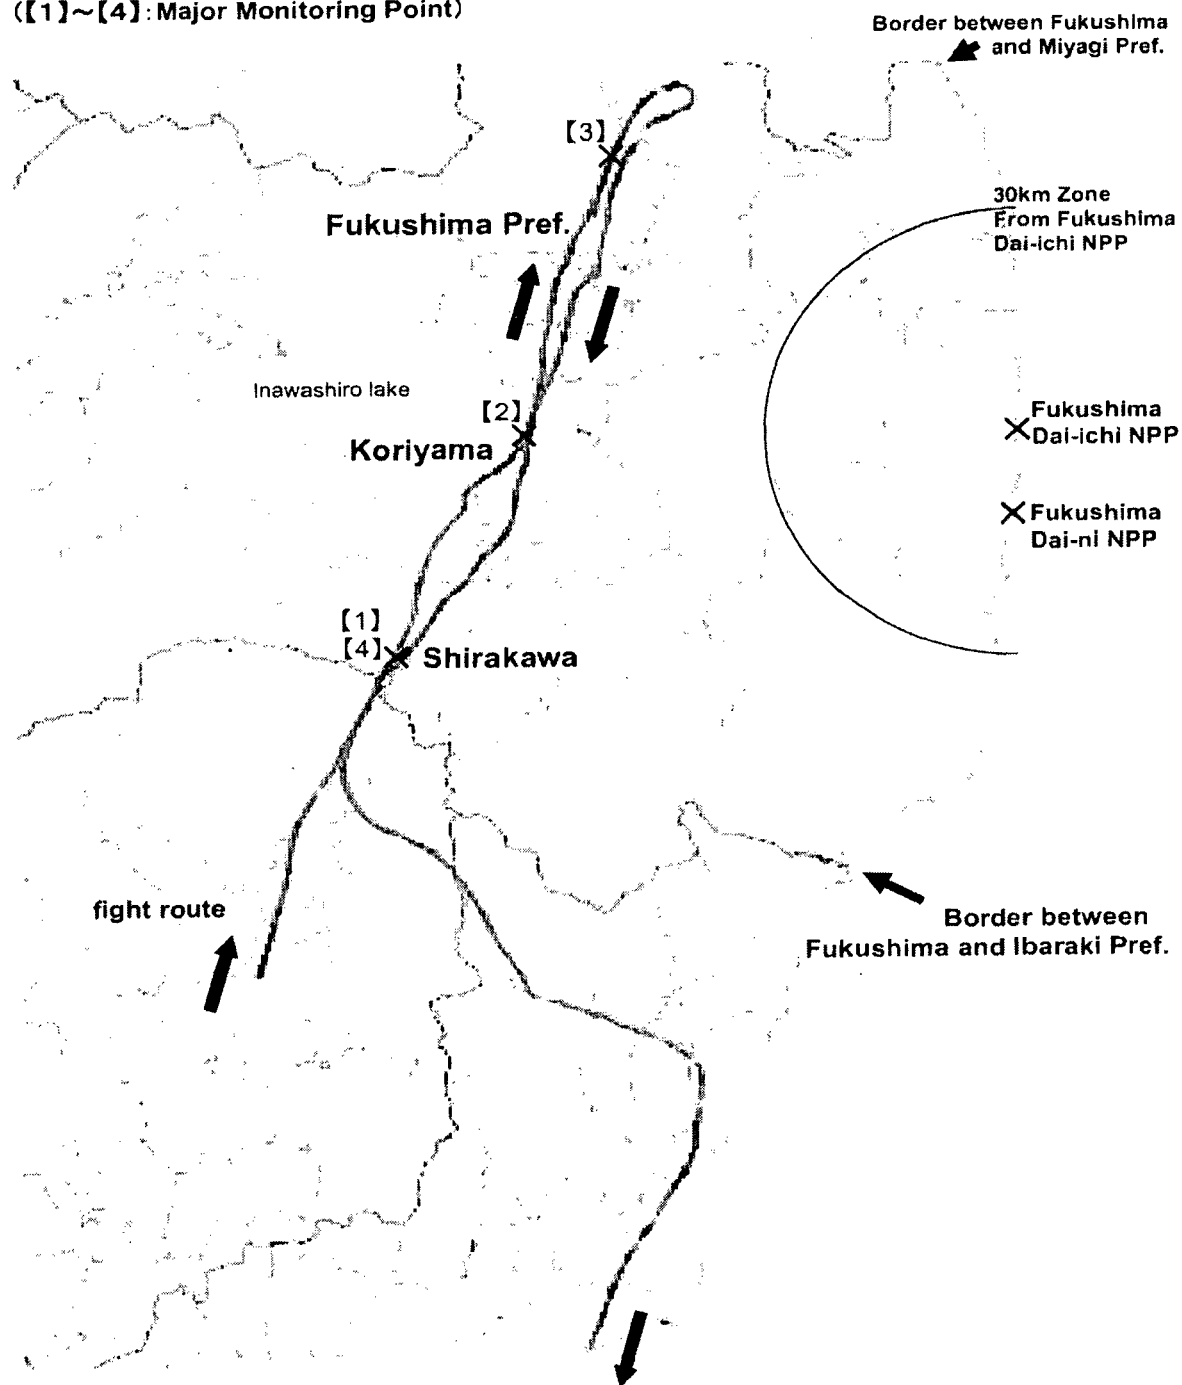 (【1】~【4】: Major Monitoring Point)
Border between Fukushima
and Miyagi Pref.
【3】
30km Zone
From Fukushima
Dai-ichi NPP
Fukushima Pref.
Inawashiro lake
【2】
Koriyama
Fukushima
Dai-ichi NPP
Fukushima
Dai-ni NPP
【1】
【4】
Shirakawa
fight route
Border between
Fukushima and Ibaraki Pref.